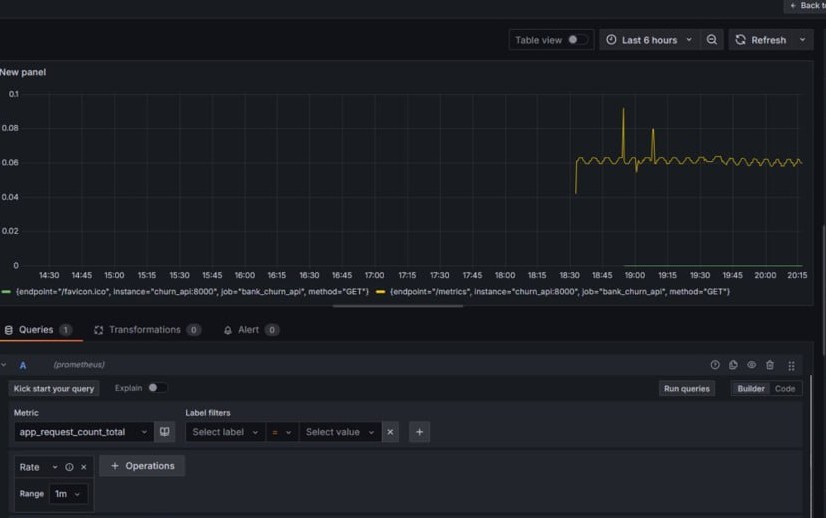 ← Back to
Table view
Last 6 hours
Refresh
New panel
0.1
0.08
0.06
0.04
0.02
0
14:30 14:45 15:00 15:15 15:30 15:45 16:00 16:15 16:30 16:45 17:00 17:15 17:30 17:45 18:00 18:15 18:30 18:45 19:00 19:15 19:30 19:45 20:00 20:15
{endpoint="/favicon.ico", instance="churn_api:8000", job="bank_churn_api", method="GET"} {endpoint="/metrics", instance="churn_api:8000", job="bank_churn_api", method="GET"}
Queries 1 Transformations 0 Alert 0
A (prometheus)
Kick start your query Explain Run queries Builder Code
Metric Label filters
app_request_count_total Select label = Select value × +
Rate × + Operations
Range 1m